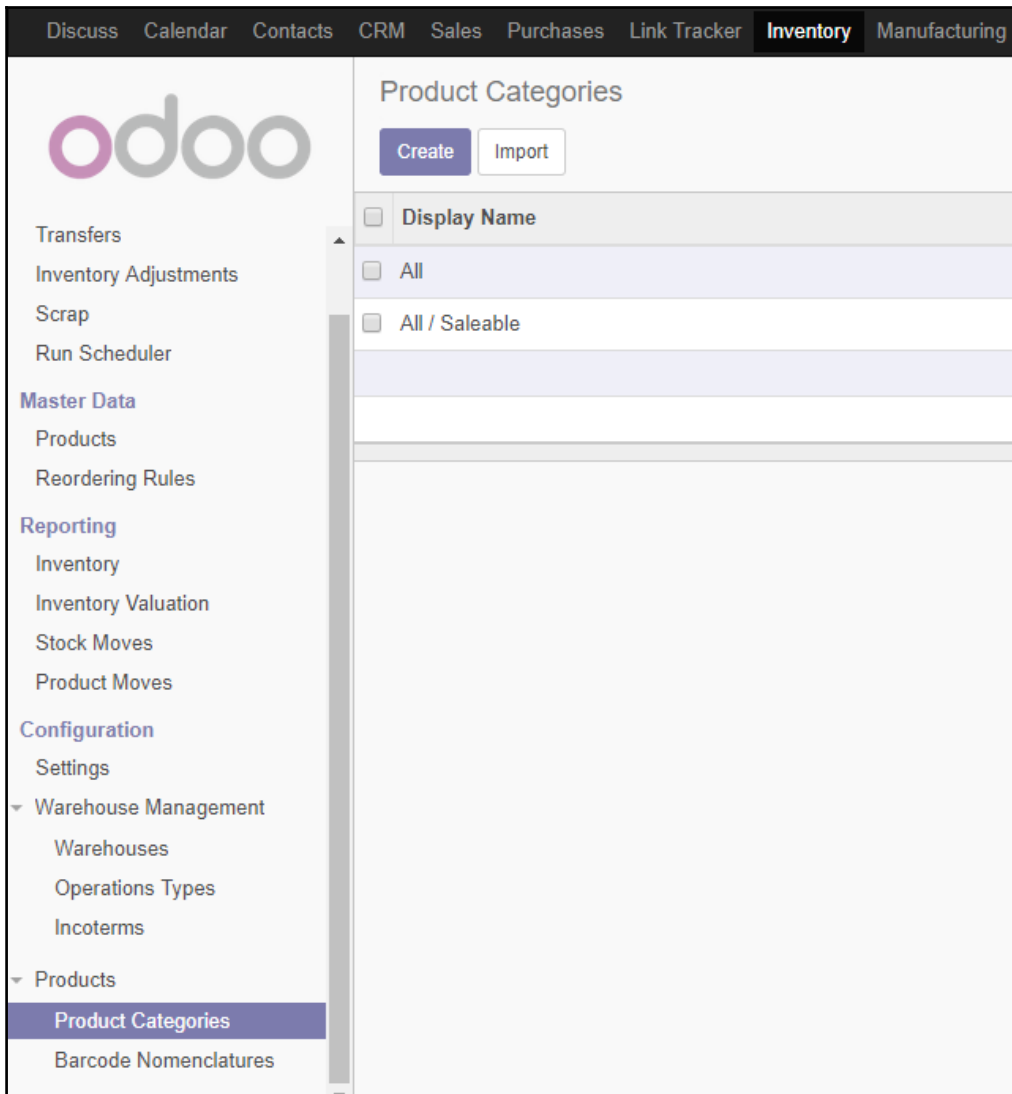 Discuss Calendar Contacts CRM Sales Purchases Link Tracker Inventory Manufacturing
odoo
Transfers
Inventory Adjustments
Scrap
Run Scheduler
Master Data
Products
Reordering Rules
Reporting
Inventory
Inventory Valuation
Stock Moves
Product Moves
Configuration
Settings
Warehouse Management
Warehouses
Operations Types
Incoterms
Products
Product Categories
Barcode Nomenclatures
Product Categories
Create Import
Display Name
All
All / Saleable